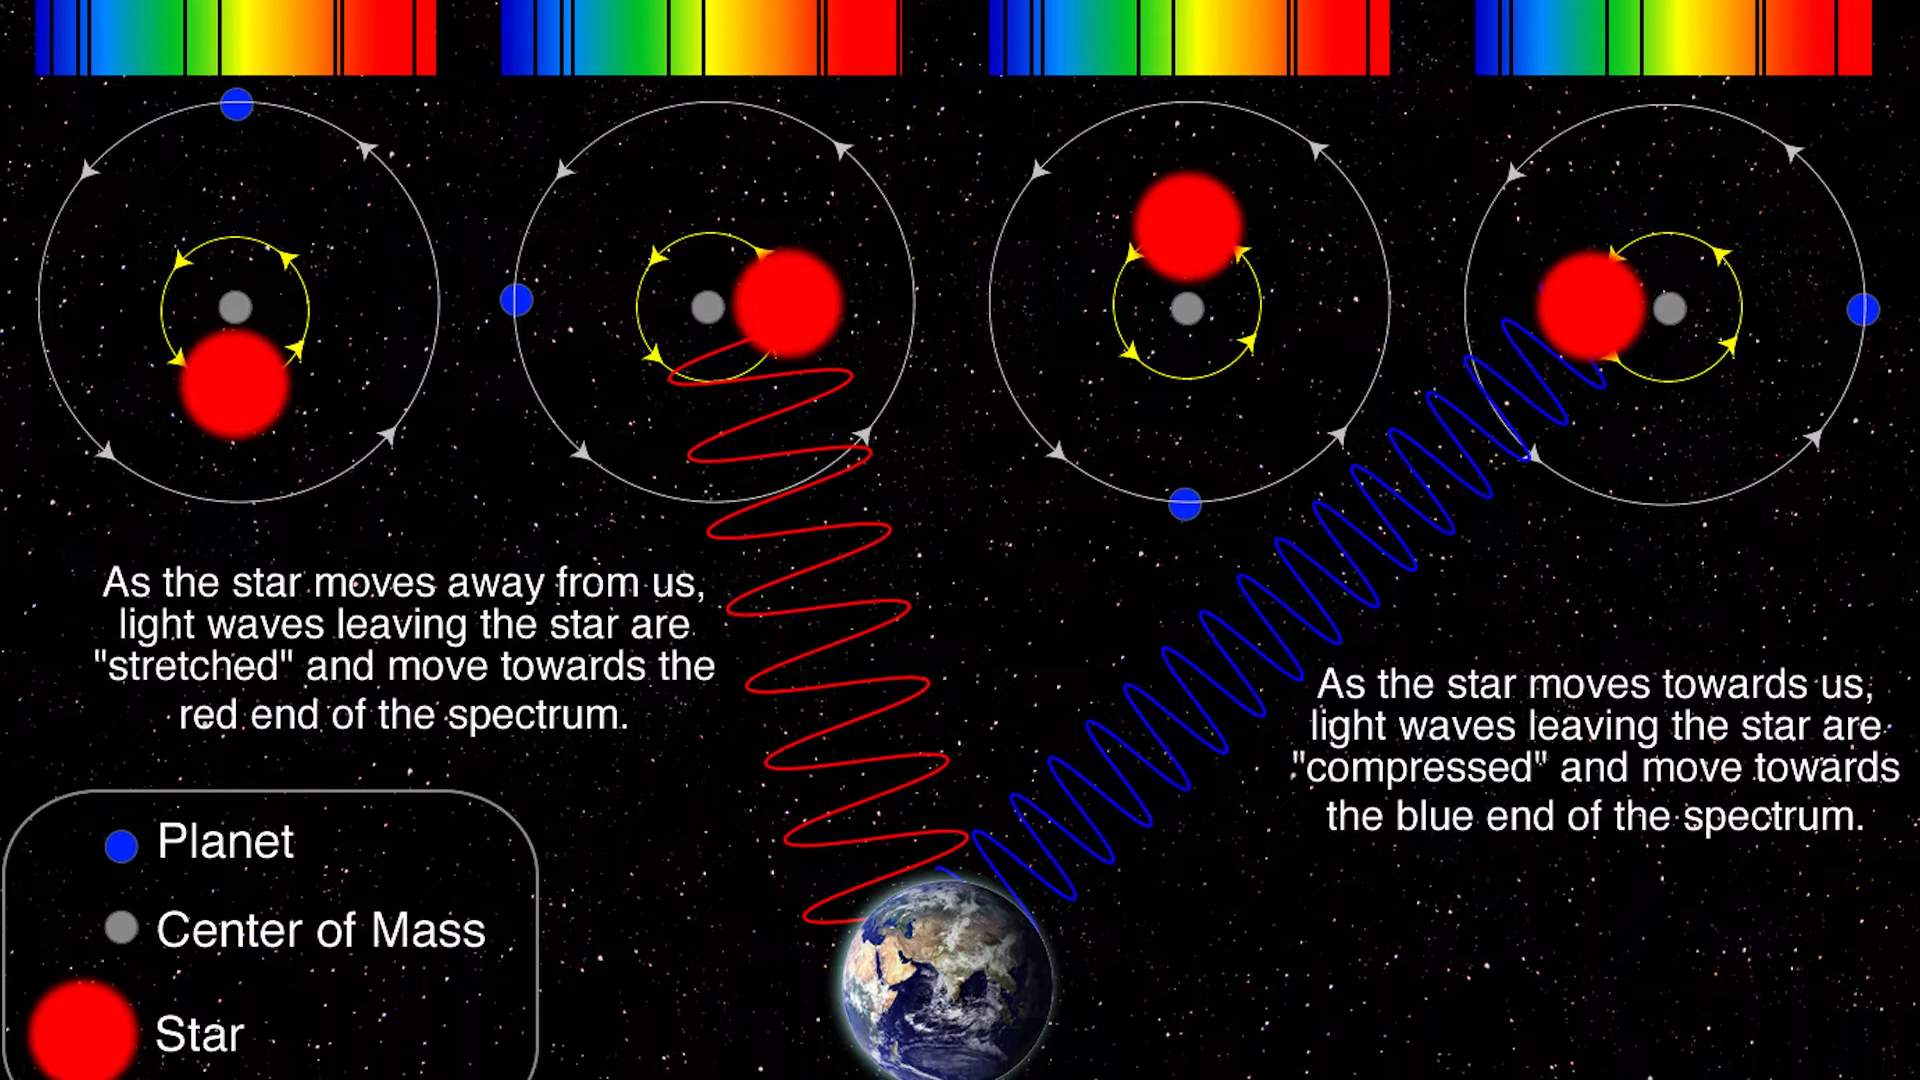 As the star moves away from us,
light waves leaving the star are
"stretched" and move towards the
red end of the spectrum.
As the star moves towards us,
light waves leaving the star are
"compressed" and move towards
the blue end of the spectrum.
Planet
Center of Mass
Star